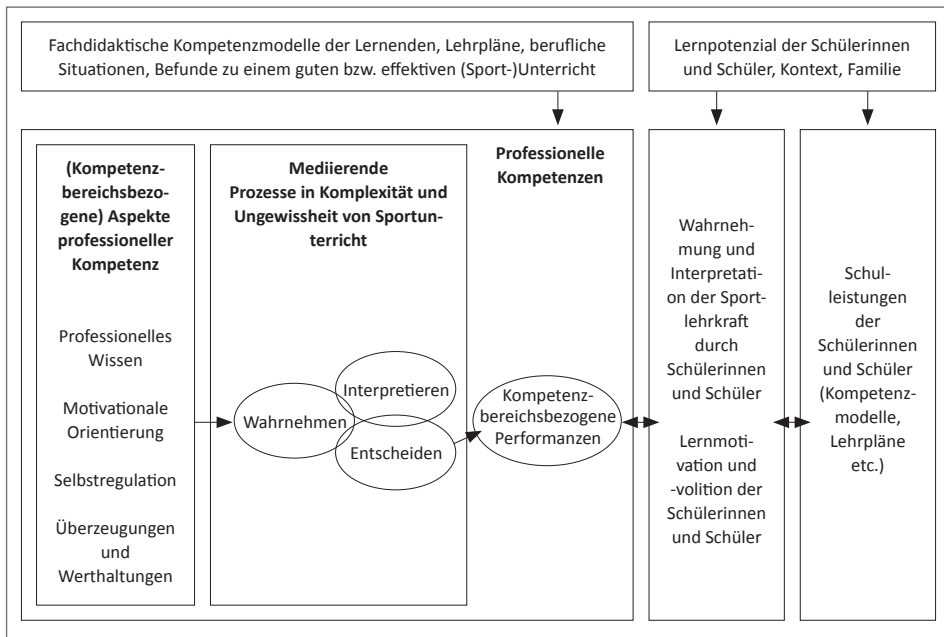 Fachdidaktische Kompetenzmodelle der Lernenden, Lehrpläne, berufliche
Situationen, Befunde zu einem guten bzw. effektiven (Sport-)Unterricht
Lernpotenzial der Schülerinnen
und Schüler, Kontext, Familie
(Kompetenz-
bereichsbezo-
gene) Aspekte
professioneller
Kompetenz
Professionelles
Wissen
Motivationale
Orientierung
Selbstregulation
Überzeugungen
und
Werthaltungen
Mediierende
Prozesse in Komplexität und
Ungewissheit von Sportun-
terricht
Wahrnehmen
Interpretieren
Entscheiden
Professionelle
Kompetenzen
Kompetenz-
bereichsbezogene
Performanzen
Wahrneh-
mung und
Interpretati-
on der Sport-
lehrkraft
durch
Schülerinnen
und Schüler
Lernmoti-
vation und
-volition der
Schülerinnen
und Schüler
Schul-
leistungen
der
Schülerinnen
und Schüler
(Kompetenz-
modelle,
Lehrpläne
etc.)